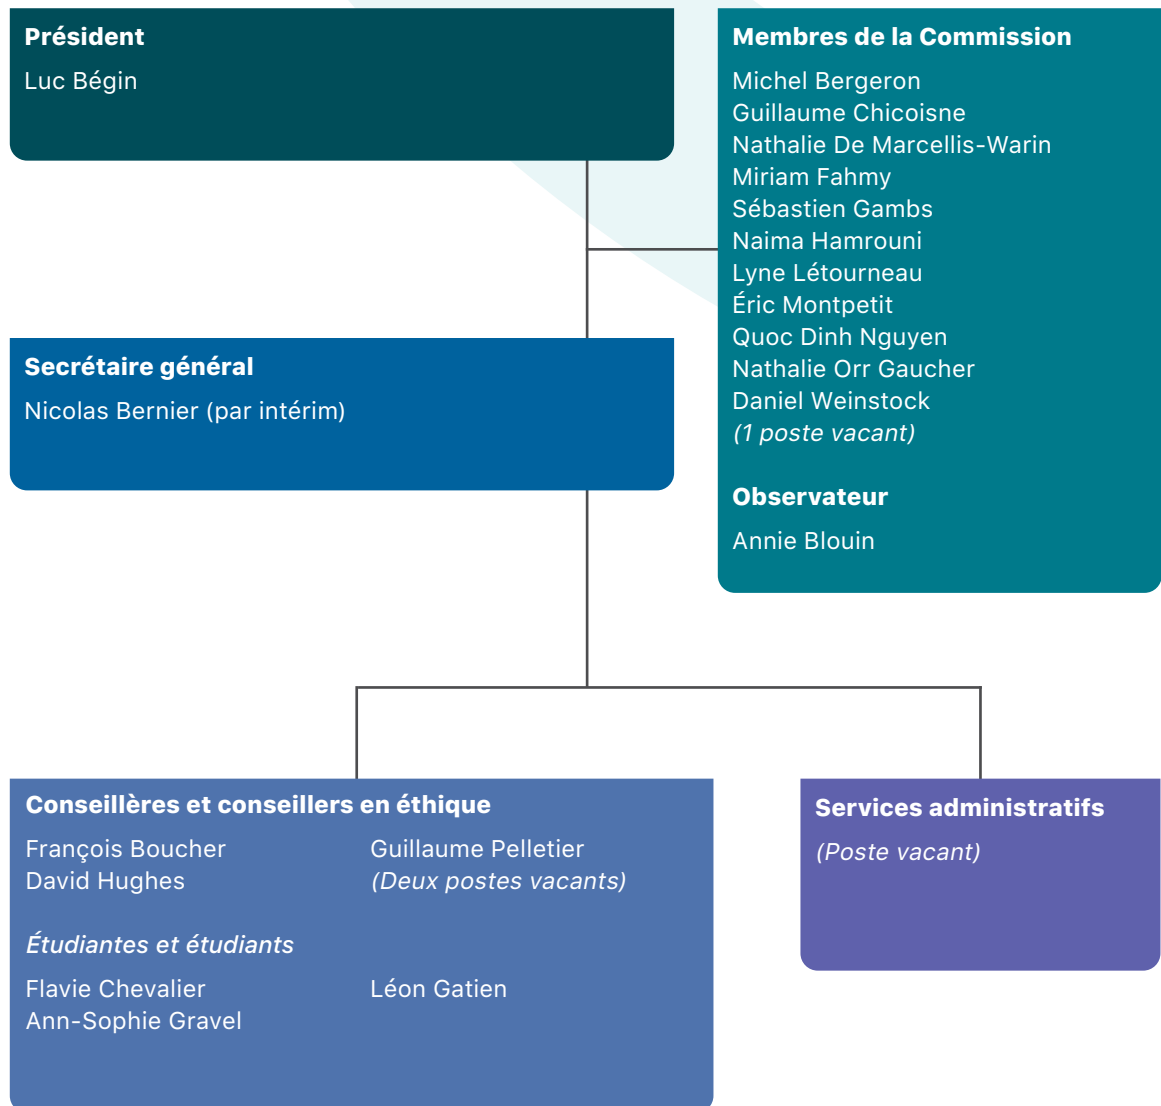 Président
Luc Bégin
Membres de la Commission
Michel Bergeron
Guillaume Chicoisne
Nathalie De Marcellis-Warin
Miriam Fahmy
Sébastien Gambs
Naima Hamrouni
Lyne Létourneau
Éric Montpetit
Quoc Dinh Nguyen
Nathalie Orr Gaucher
Daniel Weinstock
(1 poste vacant)
Observateur
Annie Blouin
Secrétaire général
Nicolas Bernier (par intérim)
Conseillères et conseillers en éthique
François Boucher
David Hughes
Guillaume Pelletier
(Deux postes vacants)
Étudiantes et étudiants
Flavie Chevalier
Ann-Sophie Gravel
Léon Gatien
Services administratifs
(Poste vacant)